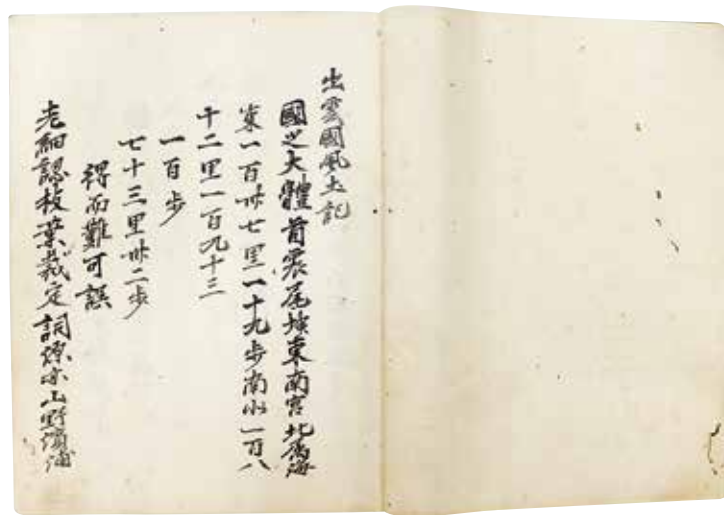 出雲國風土記
國之大體首震尾坤東南宮北属海
東一百卅七里一十九歩南北一百八
十二里一百九十三
一百歩
七十三里卅二歩
得而難可誤
老細認枝葉裁定詞源亦山野濱浦